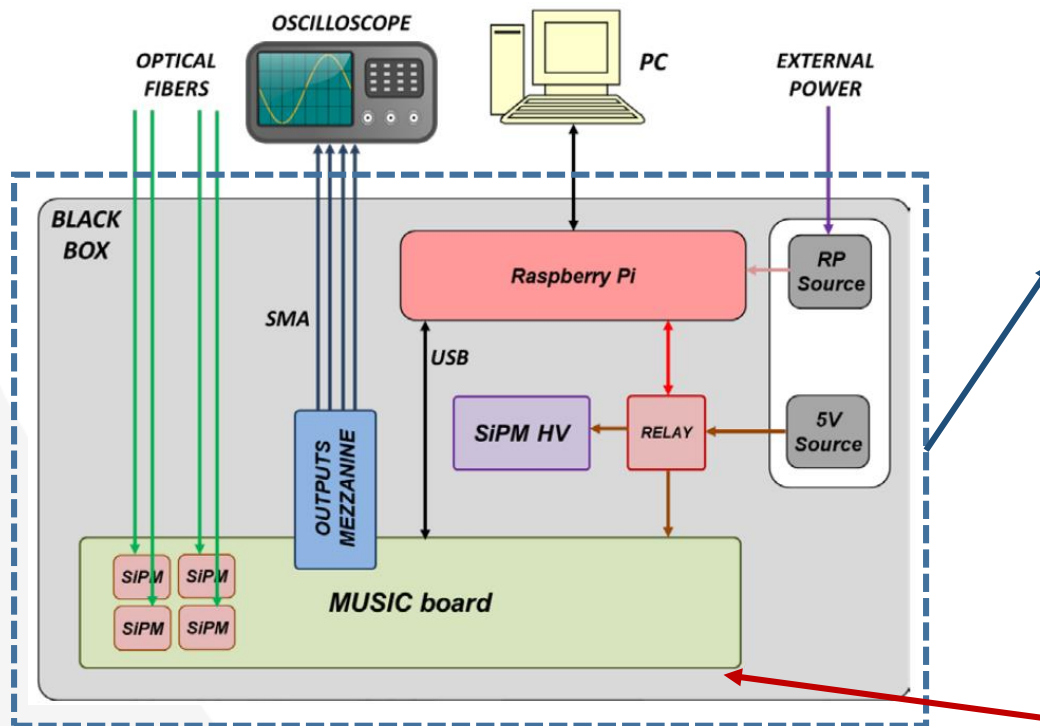 OSCILLOSCOPE
OPTICAL
FIBERS
PC
EXTERNAL
POWER
BLACK
BOX
RP
Source
Raspberry Pi
SMA
USB
SiPM HV
RELAY
5V
Source
OUTPUTS
MEZZANINE
SiPM
SiPM
SiPM
SiPM
MUSIC board